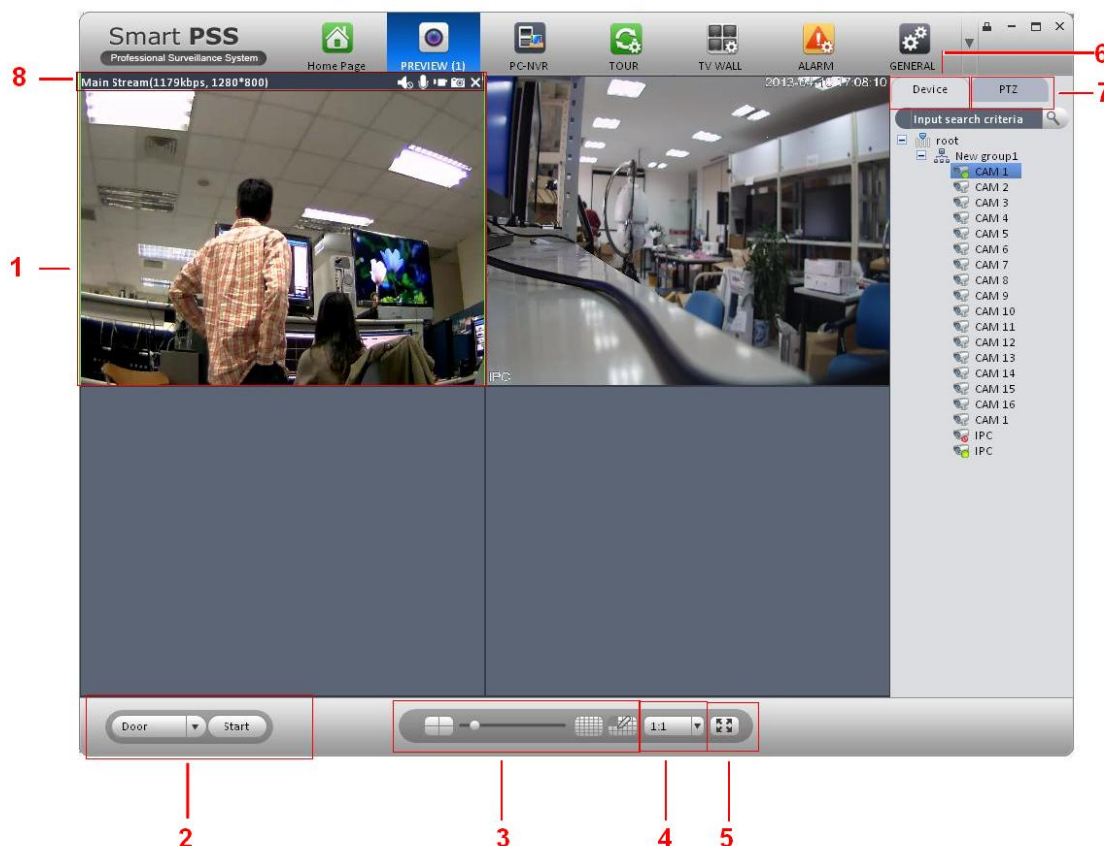 Smart PSS
Professional Surveillance System
Home Page
PREVIEW (1)
PC-NVR
TOUR
TV WALL
ALARM
GENERAL
6
8
Main Stream(1179kbps, 1280*800)
17:08:10
Device
PTZ
7
Input search criteria
root
New group1
CAM 1
CAM 2
CAM 3
CAM 4
CAM 5
CAM 6
CAM 7
CAM 8
CAM 9
CAM 10
CAM 11
CAM 12
CAM 13
CAM 14
CAM 15
CAM 16
CAM 1
IPC
IPC
1
IPC
Door
Start
1:1
2
3
4
5